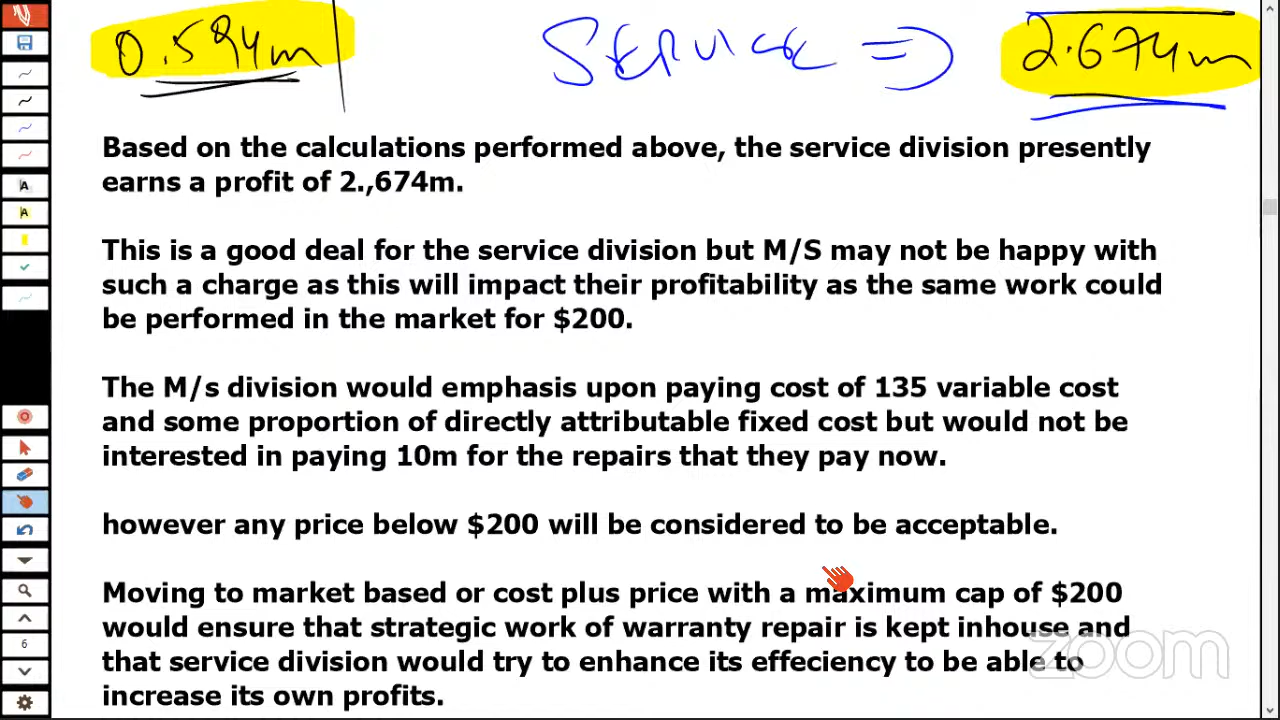 0.594m
SERVICE => 2.674m
Based on the calculations performed above, the service division presently
earns a profit of 2.,674m.
This is a good deal for the service division but M/S may not be happy with
such a charge as this will impact their profitability as the same work could
be performed in the market for $200.
The M/s division would emphasis upon paying cost of 135 variable cost
and some proportion of directly attributable fixed cost but would not be
interested in paying 10m for the repairs that they pay now.
however any price below $200 will be considered to be acceptable.
Moving to market based or cost plus price with a maximum cap of $200
would ensure that strategic work of warranty repair is kept inhouse and
that service division would try to enhance its effeciency to be able to
increase its own profits.
zoom
A
A
6